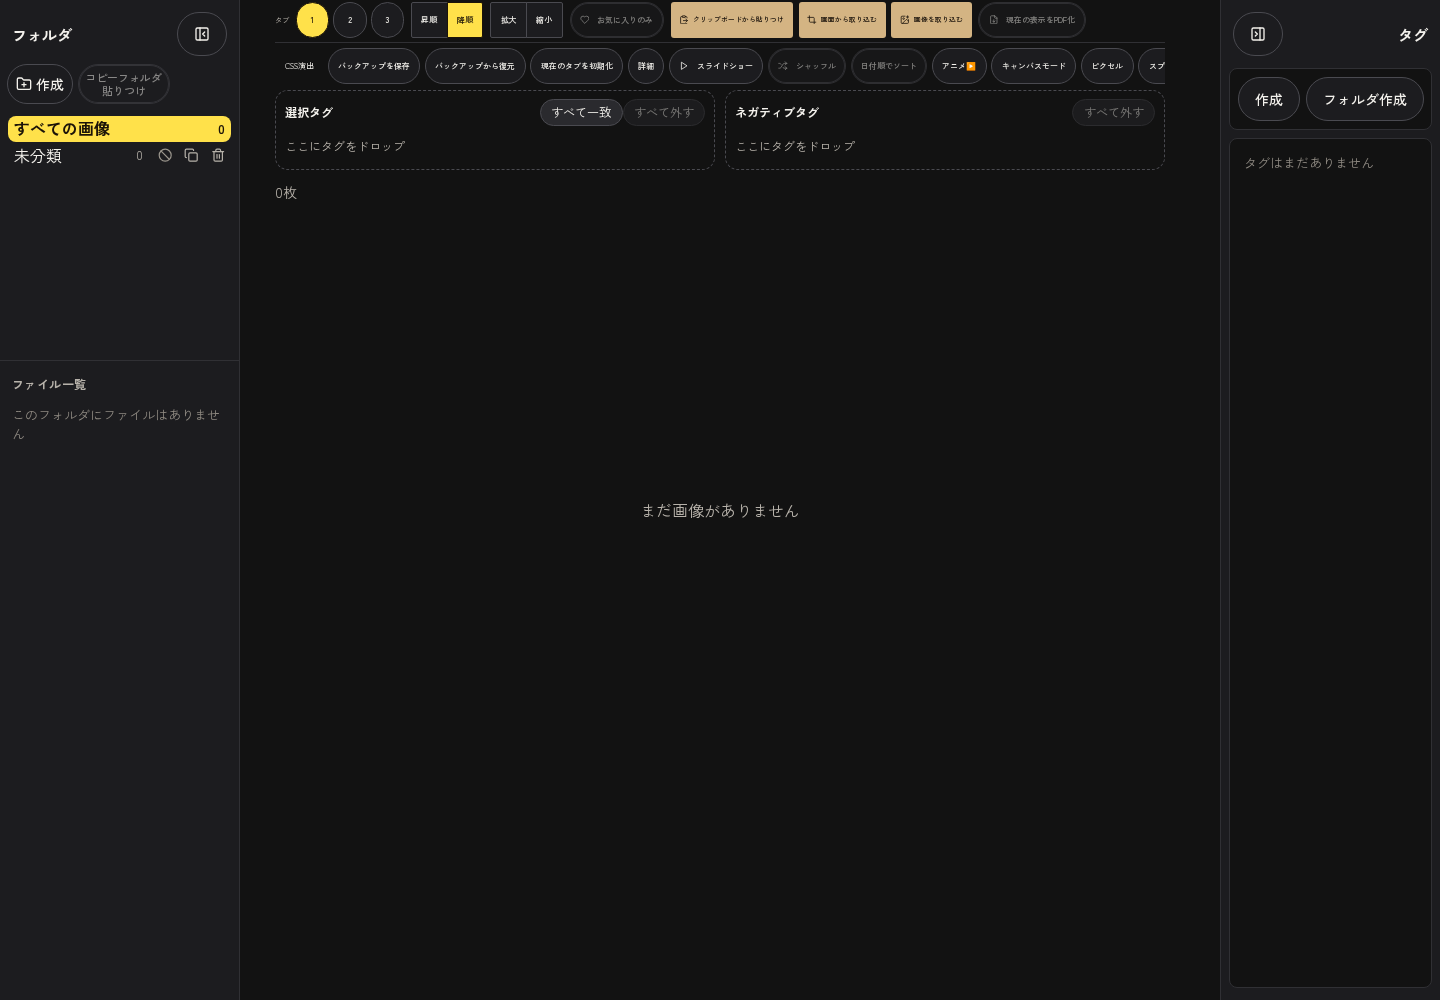 フォルダ
作成
コピーフォルダ
貼りつけ
すべての画像 0
未分類 0
ファイル一覧
このフォルダにファイルはありませ
ん
タブ 1 2 3 昇順 降順 拡大 縮小 お気に入りのみ クリップボードから貼りつけ 画面から取り込む 画像を取り込む 現在の表示をPDF化
CSS演出 バックアップを保存 バックアップから復元 現在のタブを初期化 詳細 スライドショー シャッフル 日付順でソート アニメ▶️ キャンバスモード ピクセル スプ
選択タグ すべて一致 すべて外す
ここにタグをドロップ
ネガティブタグ すべて外す
ここにタグをドロップ
0枚
まだ画像がありません
タグ
作成 フォルダ作成
タグはまだありません